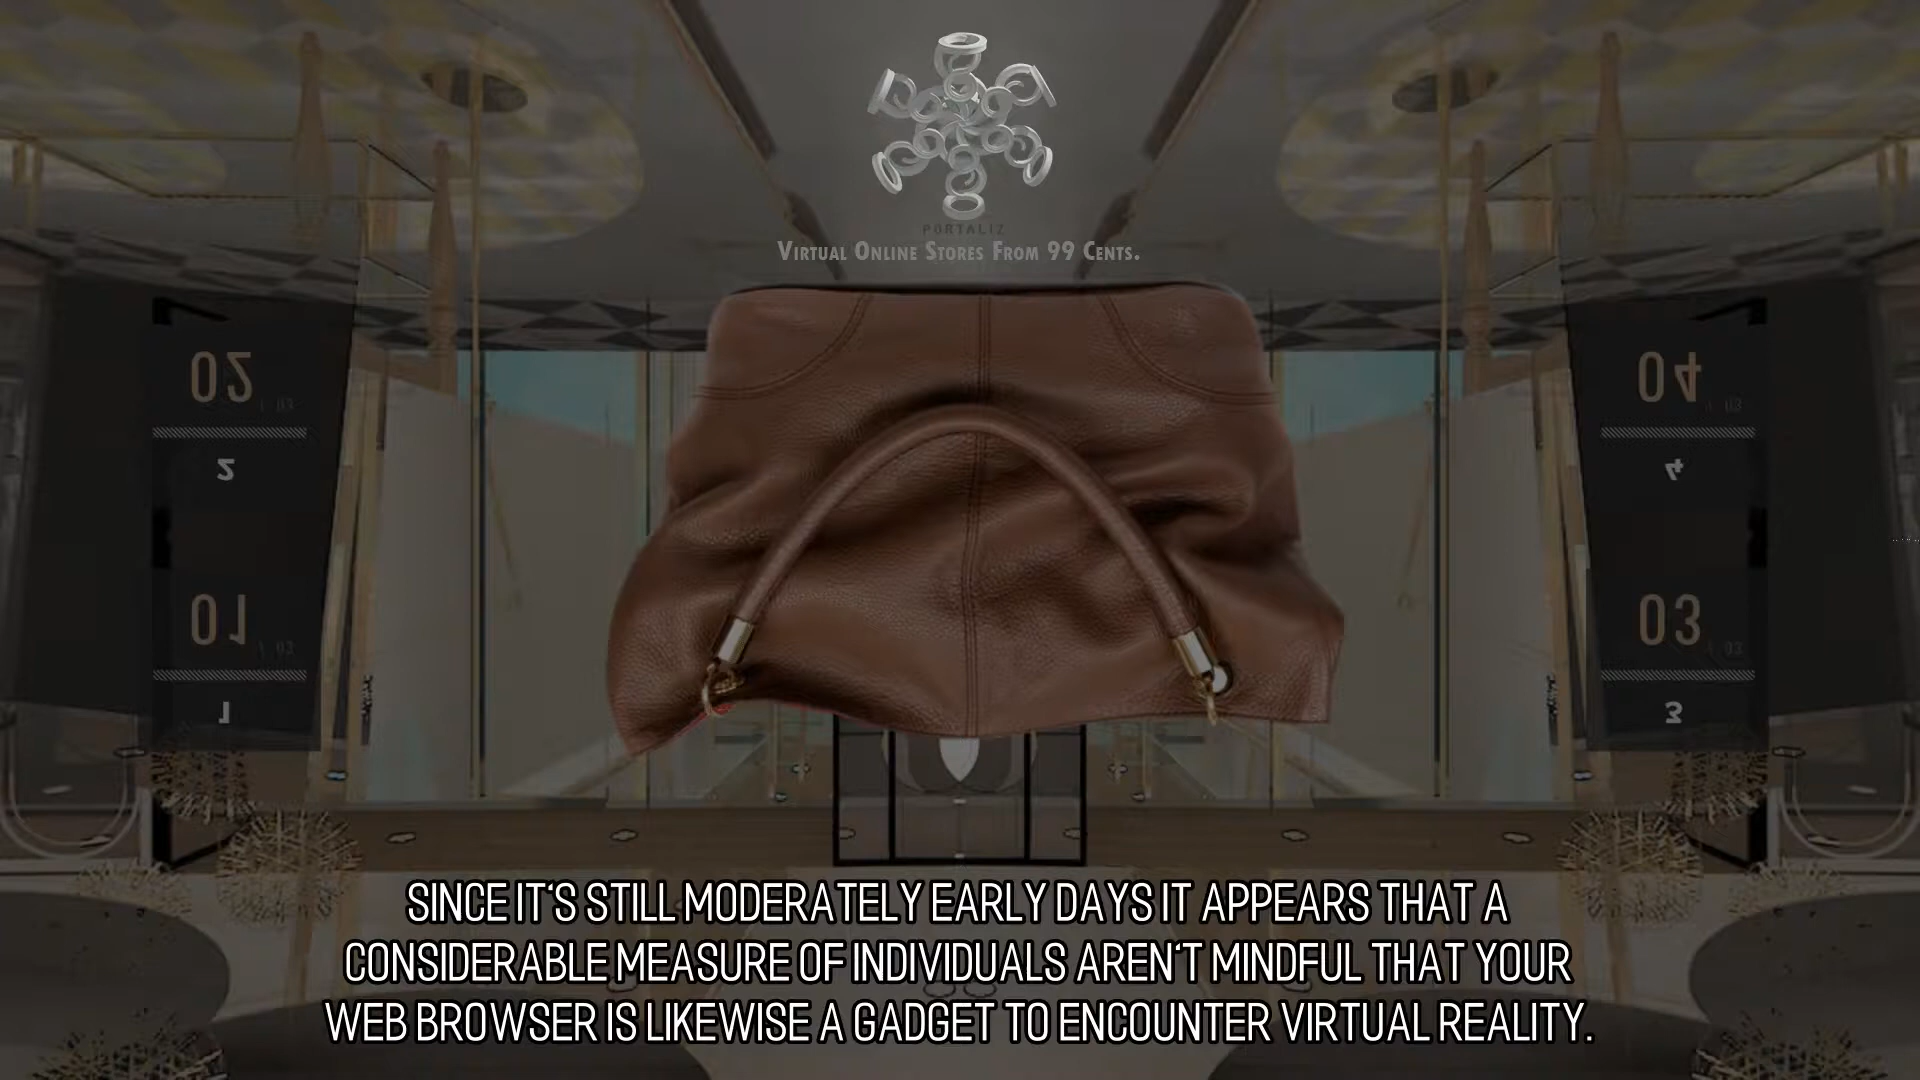 PORTALIZ
VIRTUAL ONLINE STORES FROM 99 CENTS.
02
04
2
4
01
03
1
3
SINCE IT'S STILL MODERATELY EARLY DAYS IT APPEARS THAT A
CONSIDERABLE MEASURE OF INDIVIDUALS AREN'T MINDFUL THAT YOUR
WEB BROWSER IS LIKEWISE A GADGET TO ENCOUNTER VIRTUAL REALITY.